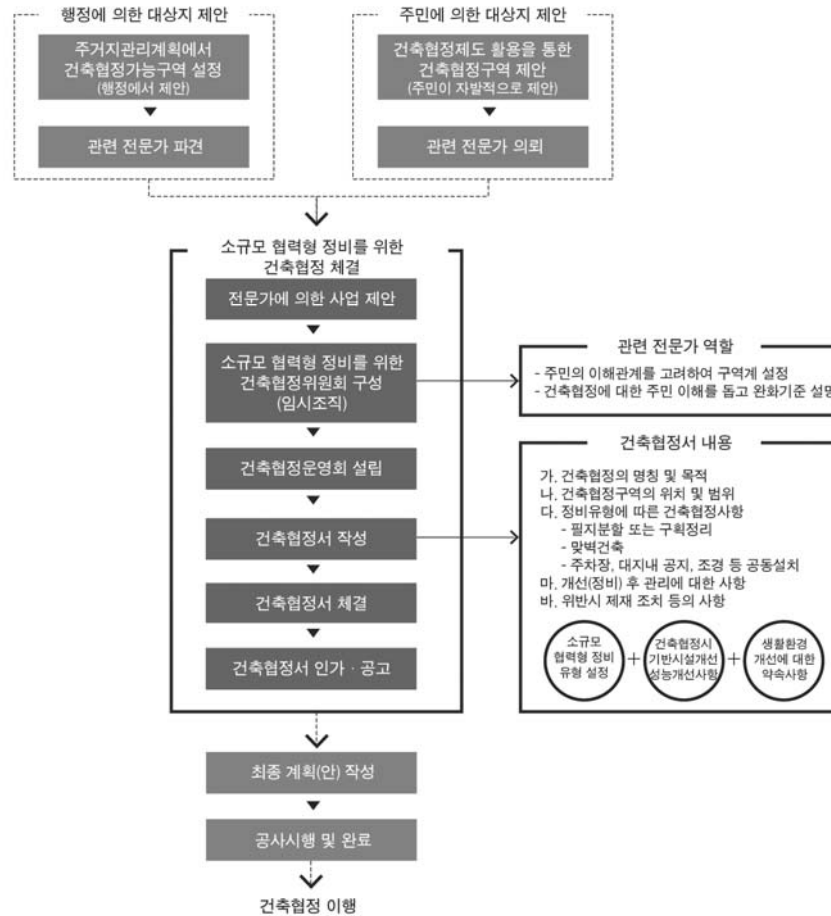 행정에 의한 대상지 제안
주거지관리계획에서
건축협정가능구역 설정
(행정에서 제안)
관련 전문가 파견
주민에 의한 대상지 제안
건축협정제도 활용을 통한
건축협정구역 제안
(주민이 자발적으로 제안)
관련 전문가 의뢰
소규모 협력형 정비를 위한
건축협정 체결
전문가에 의한 사업 제안
소규모 협력형 정비를 위한
건축협정위원회 구성
(임시조직)
건축협정운영회 설립
건축협정서 작성
건축협정서 체결
건축협정서 인가 · 공고
관련 전문가 역할
- 주민의 이해관계를 고려하여 구역계 설정
- 건축협정에 대한 주민 이해를 돕고 완화기준 설명
건축협정서 내용
가. 건축협정의 명칭 및 목적
나. 건축협정구역의 위치 및 범위
다. 정비유형에 따른 건축협정사항
- 필지분할 또는 구획정리
- 맞벽건축
- 주차장, 대지내 공지, 조경 등 공동설치
마. 개선(정비) 후 관리에 대한 사항
바. 위반시 제재 조치 등의 사항
소규모
협력형 정비
유형 설정
+
건축협정시
기반시설개선
성능개선사항
+
생활환경
개선에 대한
약속사항
최종 계획(안) 작성
공사시행 및 완료
건축협정 이행